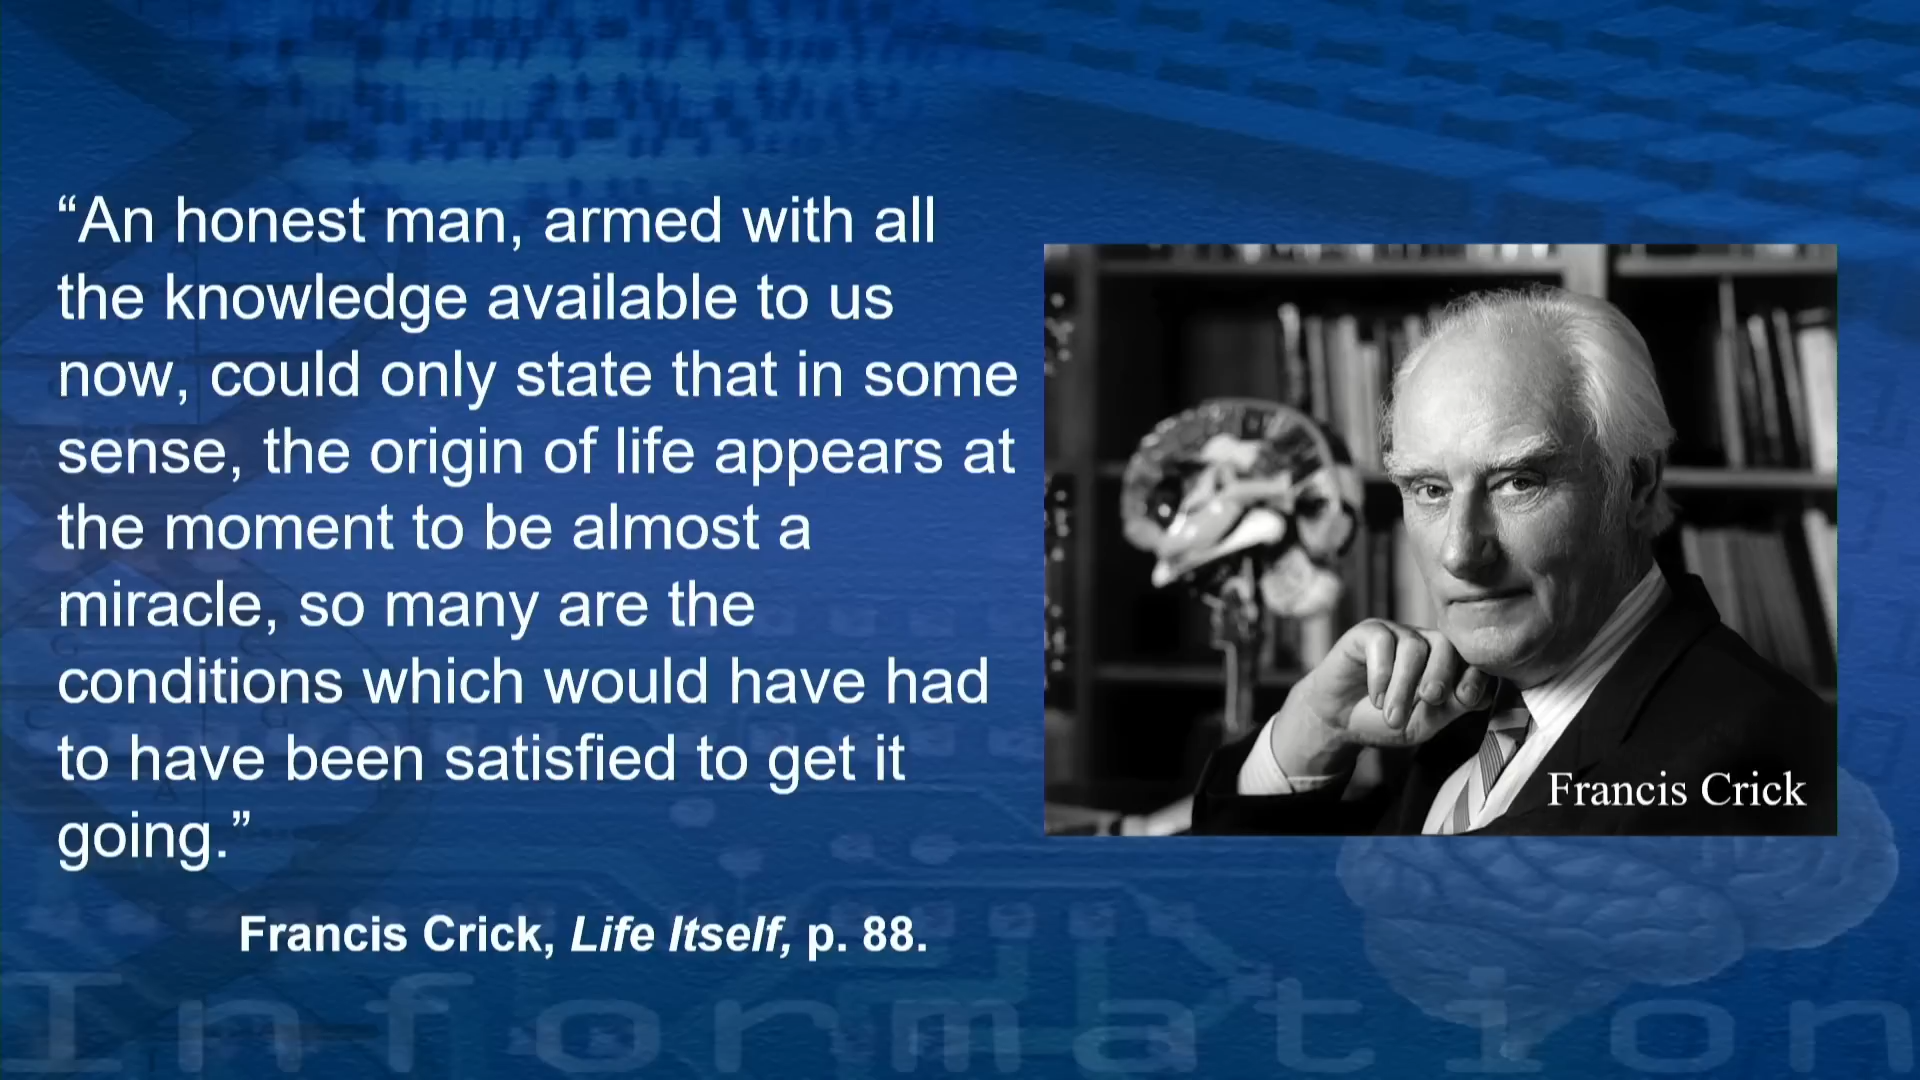 “An honest man, armed with all
the knowledge available to us
now, could only state that in some
sense, the origin of life appears at
the moment to be almost a
miracle, so many are the
conditions which would have had
to have been satisfied to get it
going.”
Francis Crick, Life Itself, p. 88.
Francis Crick
Information